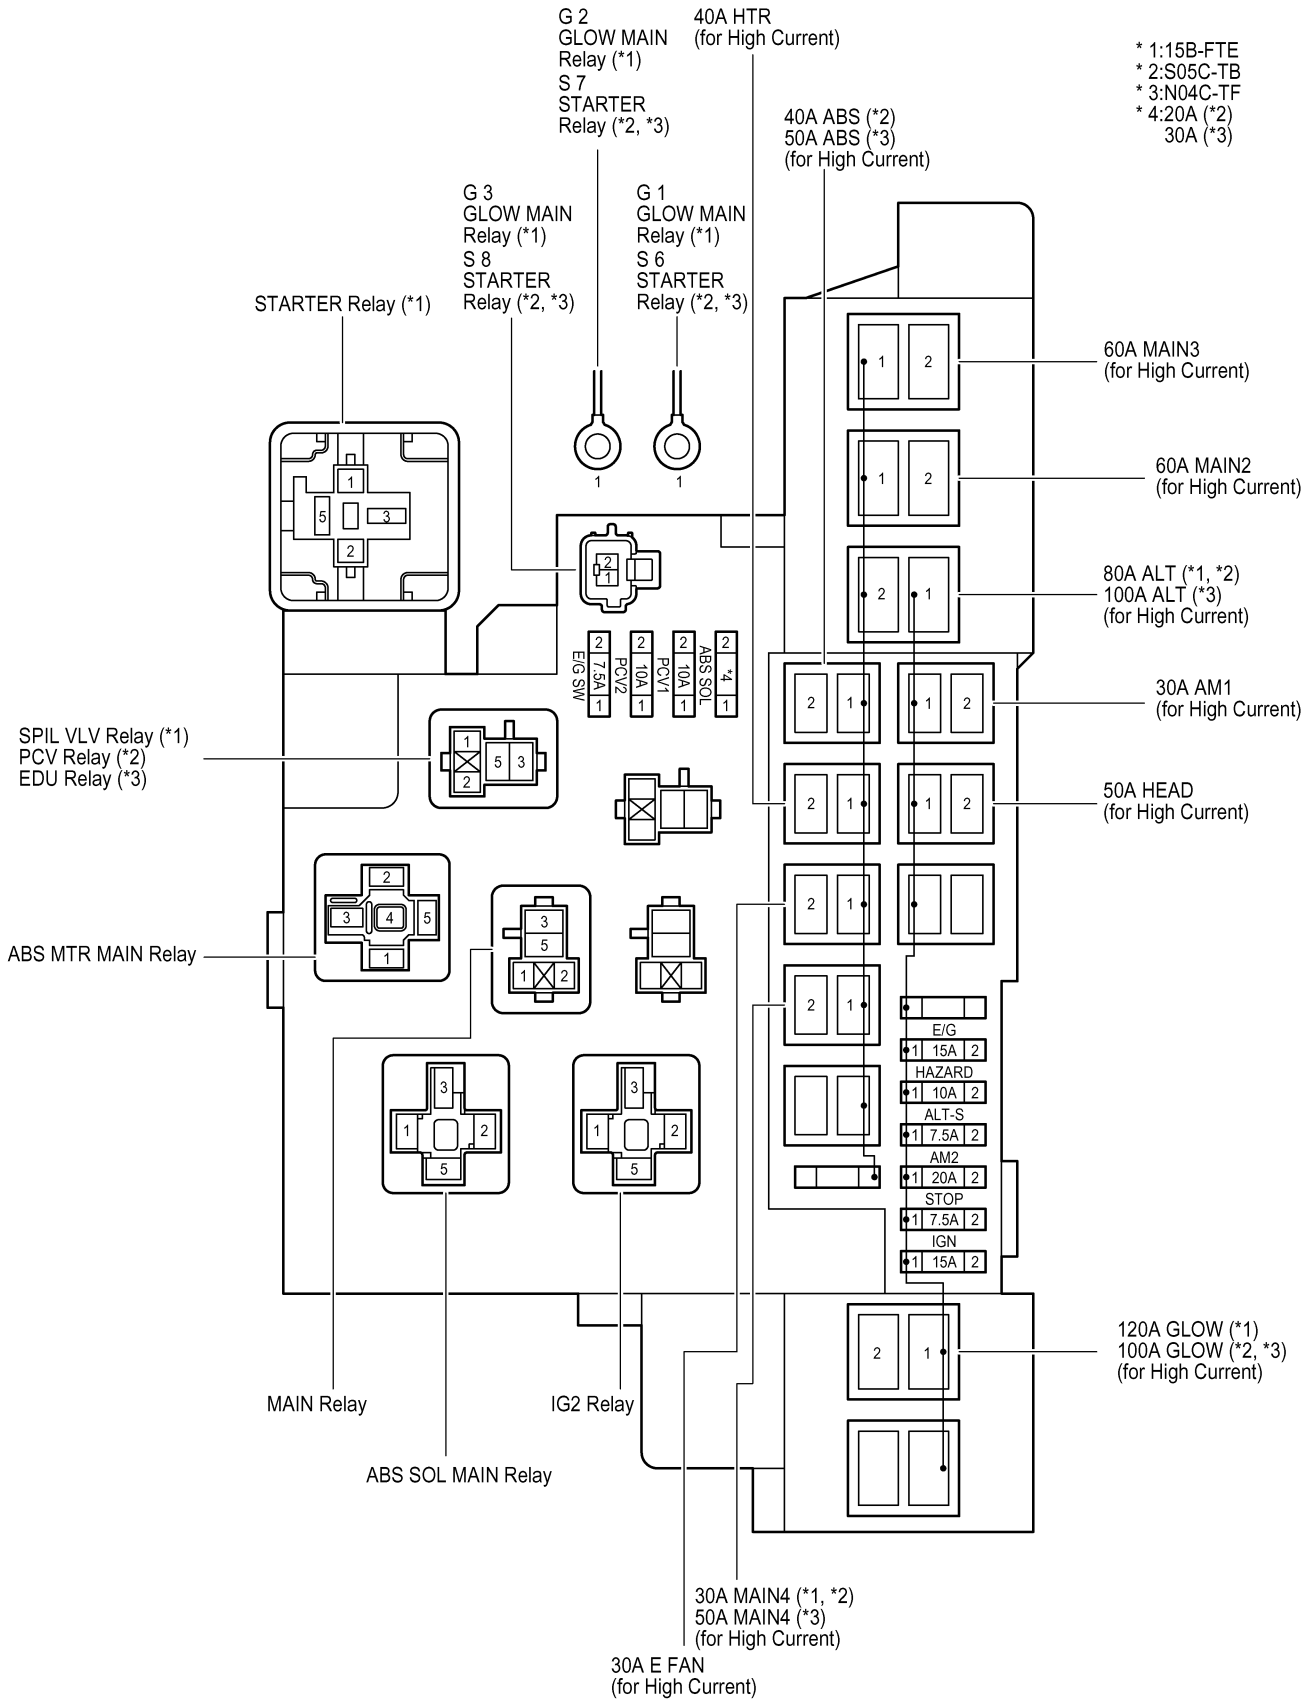 G 2
GLOW MAIN
Relay (*1)
S 7
STARTER
Relay (*2, *3)
40A HTR
(for High Current)
* 1:15B-FTE
* 2:S05C-TB
* 3:N04C-TF
* 4:20A (*2)
30A (*3)
40A ABS (*2)
50A ABS (*3)
(for High Current)
G 3
GLOW MAIN
Relay (*1)
S 8
STARTER
Relay (*2, *3)
G 1
GLOW MAIN
Relay (*1)
S 6
STARTER
Relay (*2, *3)
STARTER Relay (*1)
1
5
3
2
1
1
2
1
1 2
60A MAIN3
(for High Current)
1 2
60A MAIN2
(for High Current)
2 1
80A ALT (*1, *2)
100A ALT (*3)
(for High Current)
2 7.5A 1
E/G SW
2 10A 1
PCV2
2 10A 1
PCV1
2 *4 1
ABS SOL
2 1
1 2
30A AM1
(for High Current)
SPIL VLV Relay (*1)
PCV Relay (*2)
EDU Relay (*3)
1
2
5 3
2 1
1 2
50A HEAD
(for High Current)
2
3 4 5
1
ABS MTR MAIN Relay
3
5
1 2
2 1
2 1
E/G
1 15A 2
HAZARD
1 10A 2
ALT-S
1 7.5A 2
AM2
1 20A 2
STOP
1 7.5A 2
IGN
1 15A 2
3
1 2
5
3
1 2
5
2 1
120A GLOW (*1)
100A GLOW (*2, *3)
(for High Current)
MAIN Relay
IG2 Relay
ABS SOL MAIN Relay
30A MAIN4 (*1, *2)
50A MAIN4 (*3)
(for High Current)
30A E FAN
(for High Current)